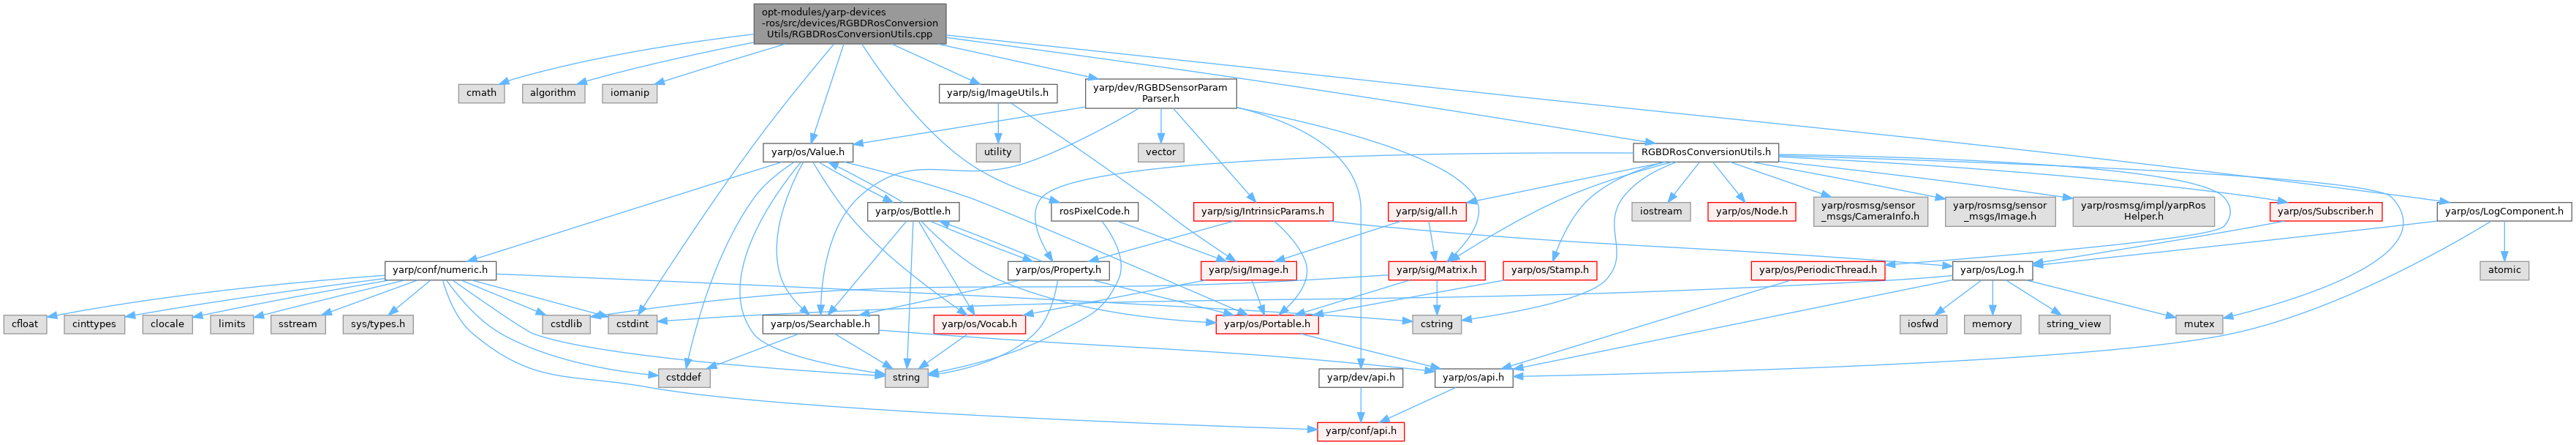 opt-modules/yarp-devices
-ros/src/devices/RGBDRosConversion
Utils/RGBDRosConversionUtils.cpp
cmath
algorithm
iomanip
yarp/sig/ImageUtils.h
yarp/dev/RGBDSensorParam
Parser.h
yarp/os/Value.h
utility
vector
RGBDRosConversionUtils.h
yarp/os/Bottle.h
rosPixelCode.h
yarp/sig/IntrinsicParams.h
yarp/sig/all.h
iostream
yarp/os/Node.h
yarp/rosmsg/sensor
_msgs/CameraInfo.h
yarp/rosmsg/sensor
_msgs/Image.h
yarp/rosmsg/impl/yarpRos
Helper.h
yarp/os/Subscriber.h
yarp/os/LogComponent.h
yarp/conf/numeric.h
yarp/os/Property.h
yarp/sig/Image.h
yarp/sig/Matrix.h
yarp/os/Stamp.h
yarp/os/PeriodicThread.h
yarp/os/Log.h
atomic
cfloat
cinttypes
clocale
limits
sstream
sys/types.h
cstdlib
cstdint
yarp/os/Searchable.h
yarp/os/Vocab.h
yarp/os/Portable.h
cstring
iosfwd
memory
string_view
mutex
cstddef
string
yarp/dev/api.h
yarp/os/api.h
yarp/conf/api.h